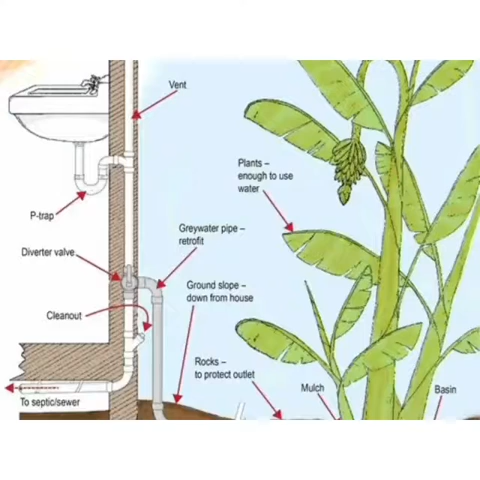 Vent
Plants –
enough to use
water
P-trap
Greywater pipe –
retrofit
Diverter valve
Ground slope –
down from house
Cleanout
Rocks –
to protect outlet
Mulch
Basin
To septic/sewer